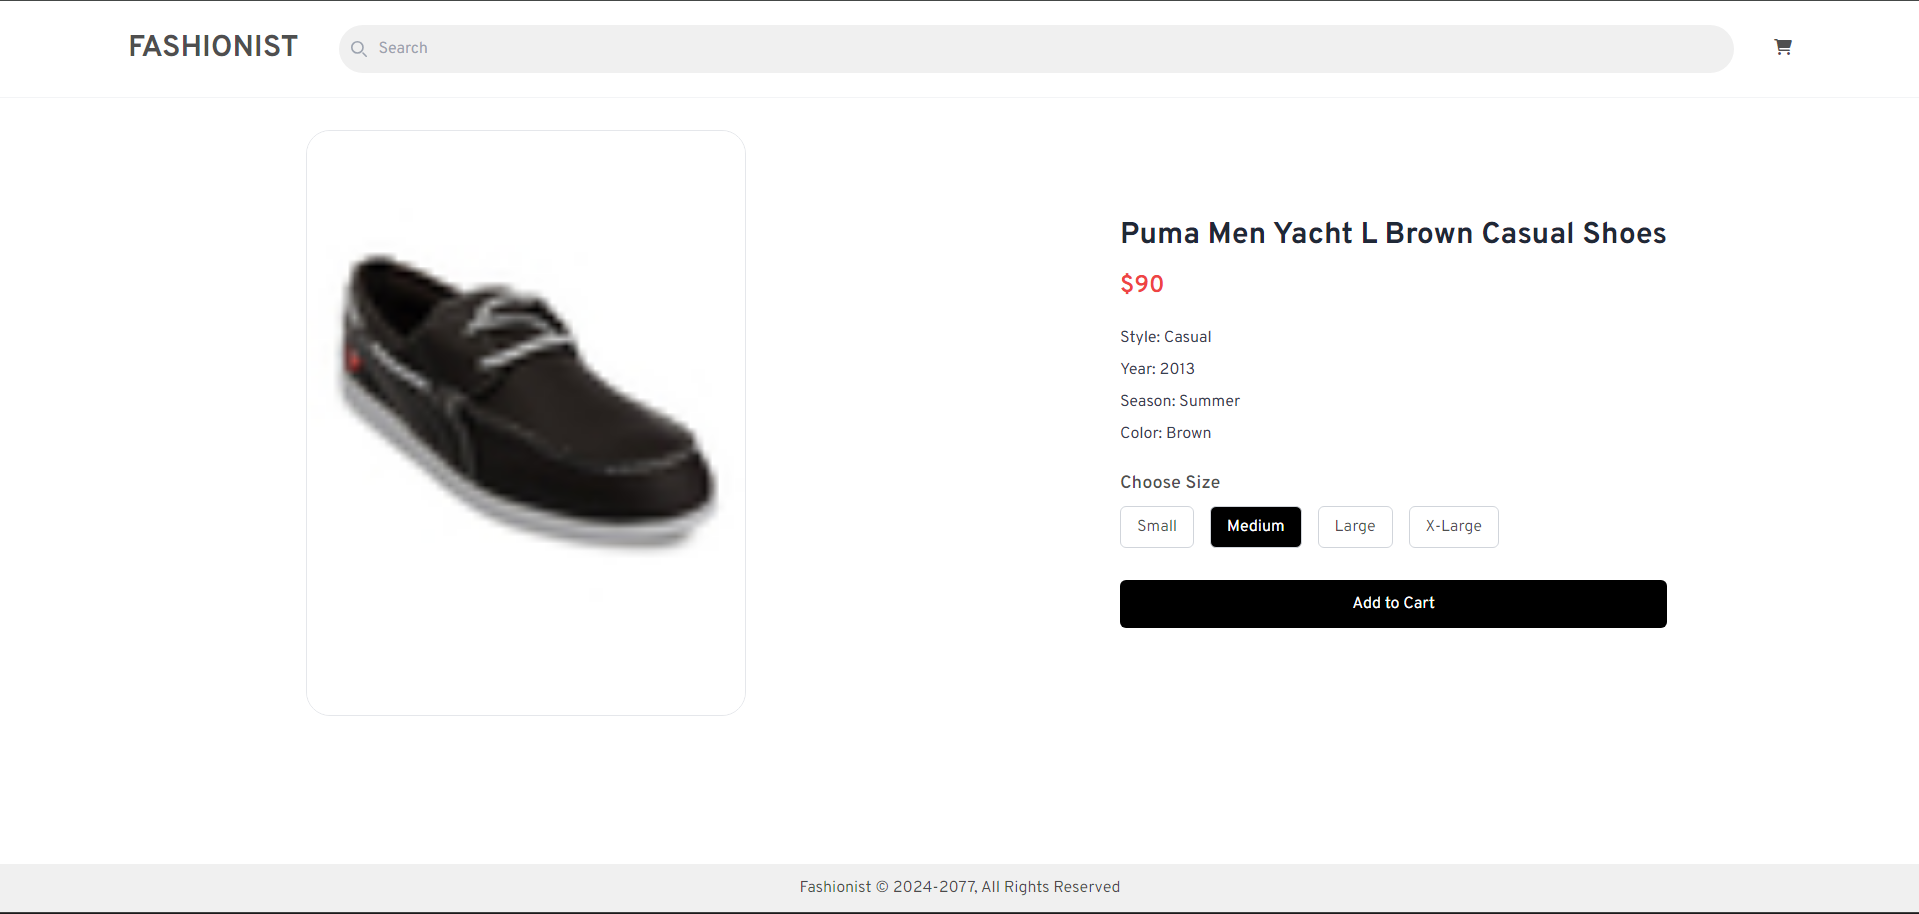 FASHIONIST
Search
Puma Men Yacht L Brown Casual Shoes
$90
Style: Casual
Year: 2013
Season: Summer
Color: Brown
Choose Size
Small Medium Large X-Large
Add to Cart
Fashionist © 2024-2077, All Rights Reserved